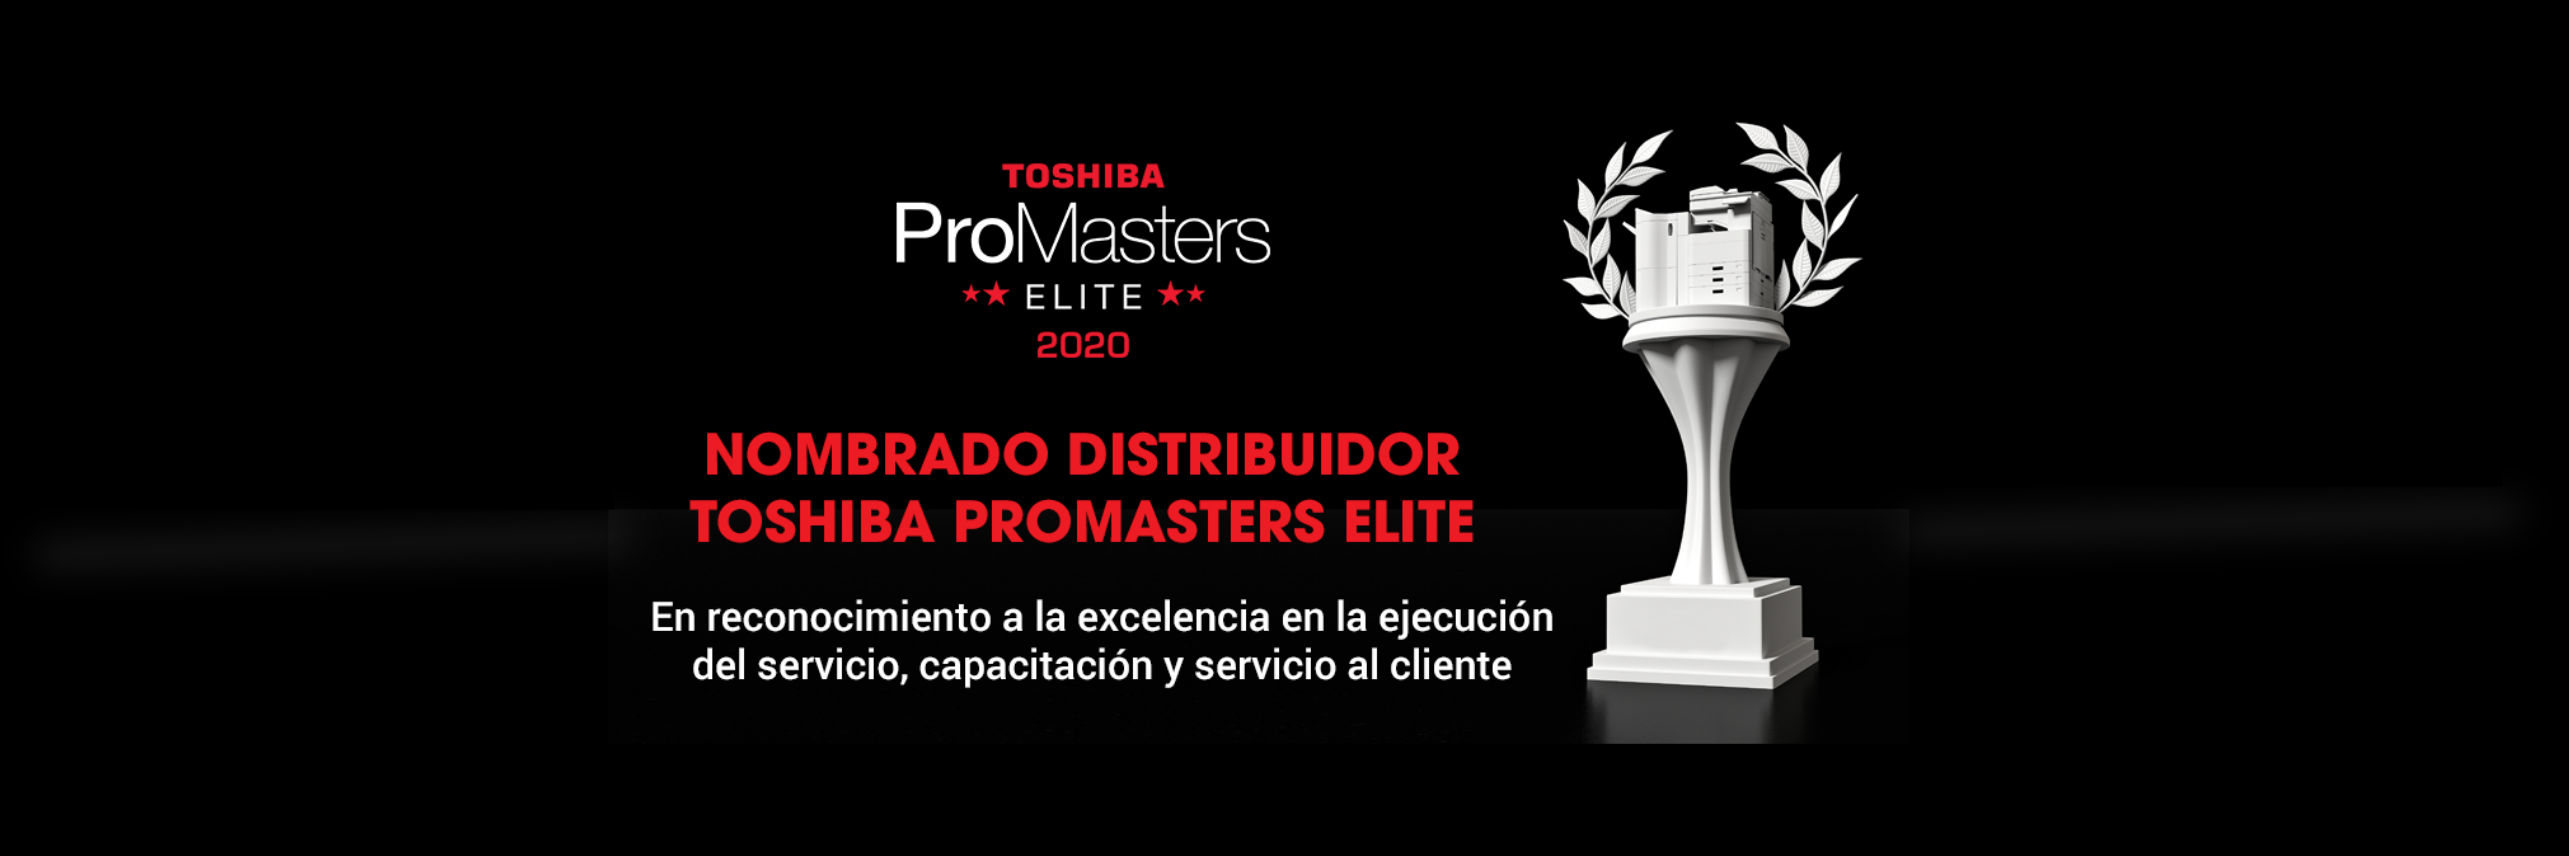 TOSHIBA
ProMasters
★★ ELITE ★★
2020
NOMBRADO DISTRIBUIDOR
TOSHIBA PROMASTERS ELITE
En reconocimiento a la excelencia en la ejecución
del servicio, capacitación y servicio al cliente